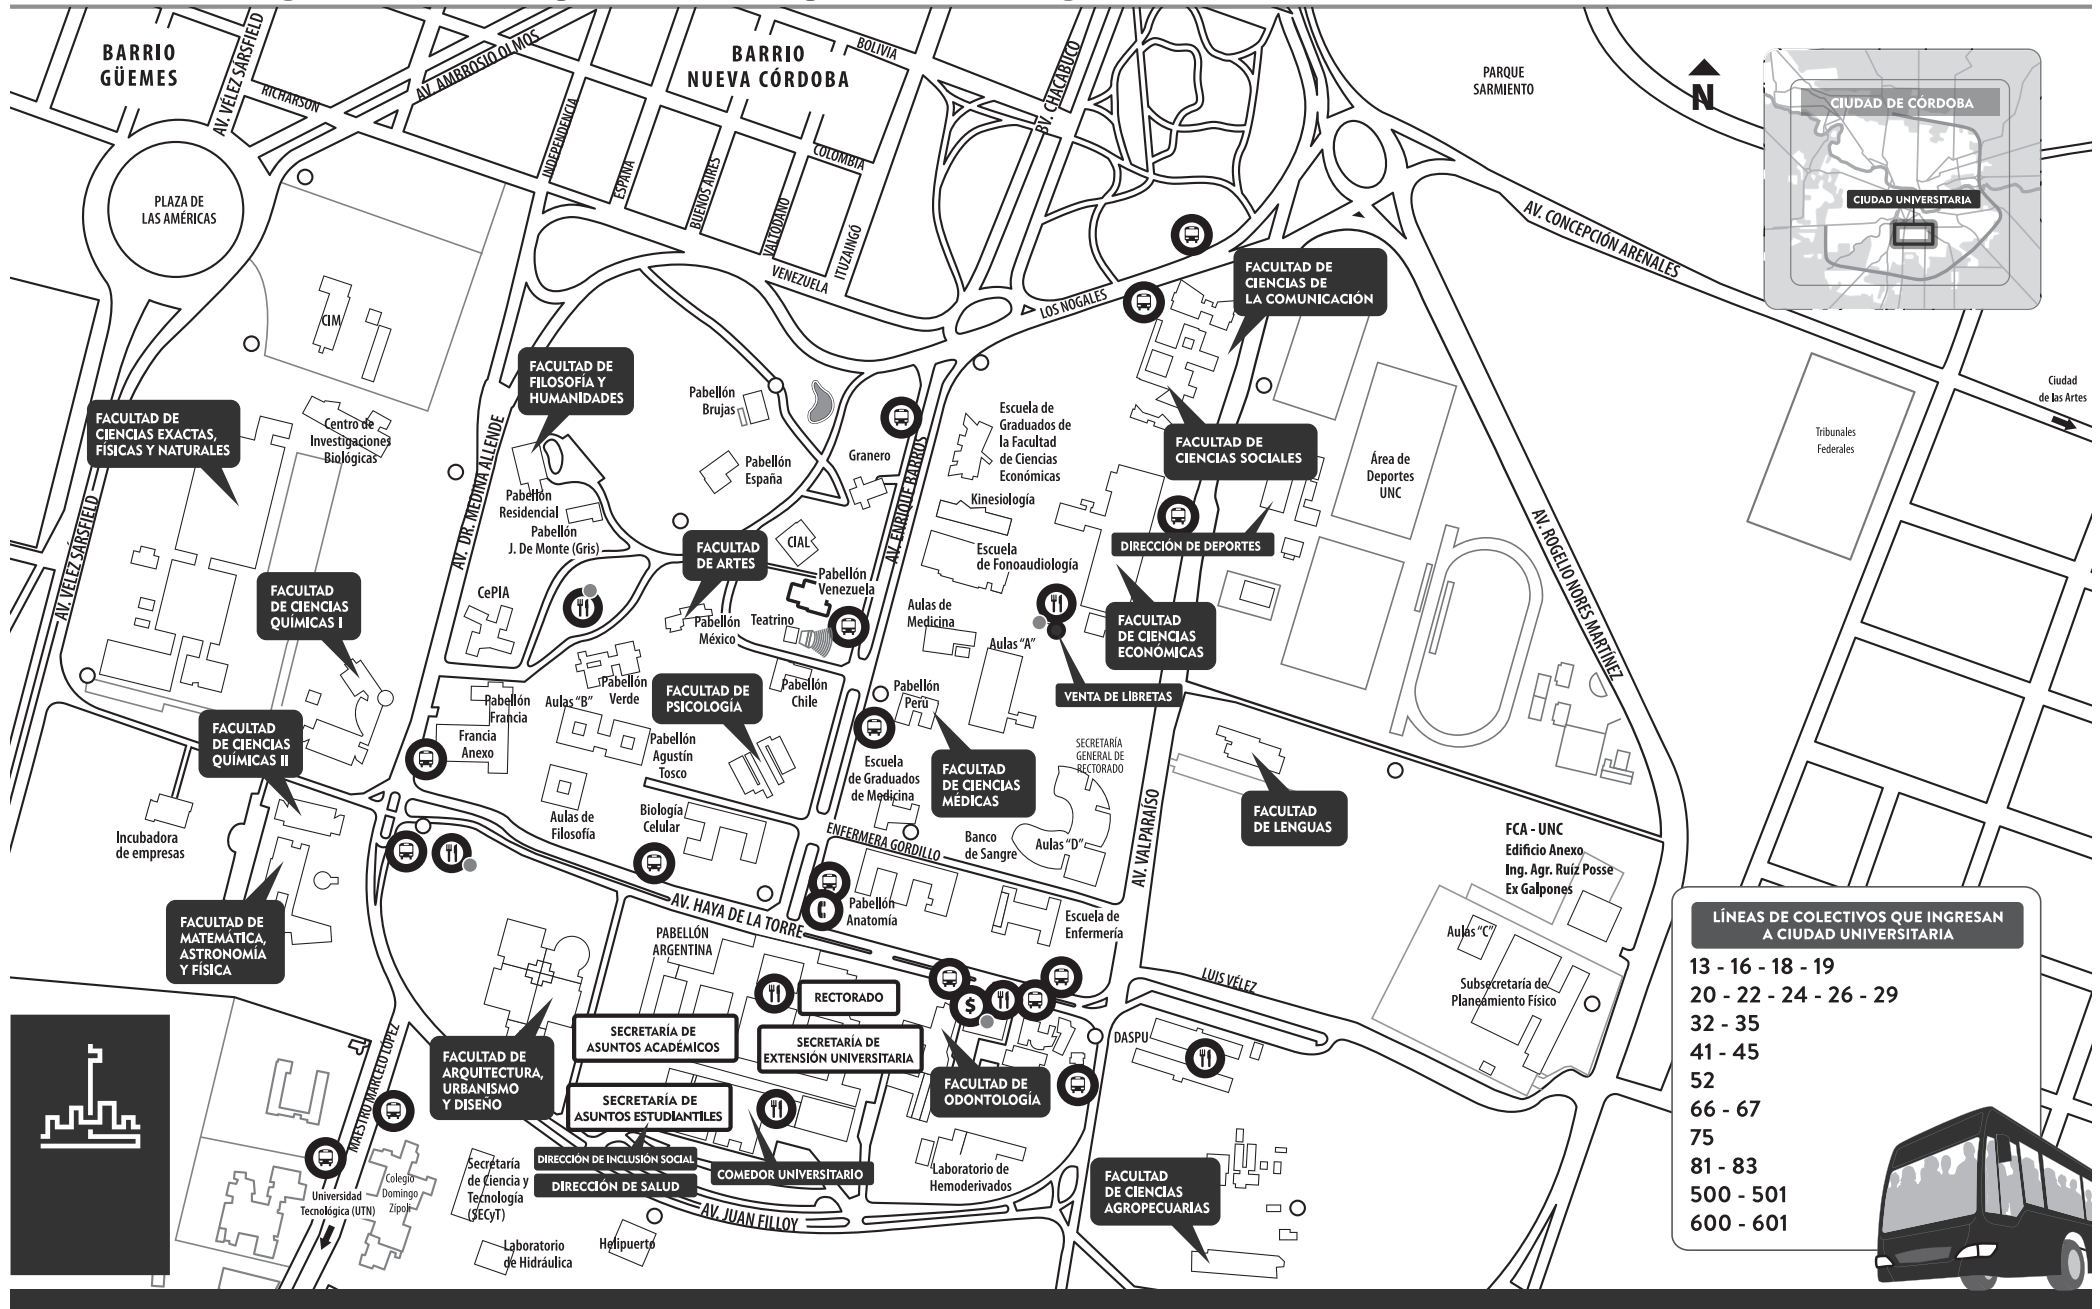 BARRIO
GÜEMES
AV. VÉLEZ SÁRSFIELD
AV. AMBROSIO OLMOS
RICHARSON
BARRIO
NUEVA CÓRDOBA
BOLIVIA
BV. CHACABUCO
PARQUE
SARMIENTO
N
CIUDAD DE CÓRDOBA
CIUDAD UNIVERSITARIA
INDEPENDENCIA
ESPAÑA
BUENOS AIRES
VALTODANO
ITUZAINGÓ
COLOMBIA
VENEZUELA
PLAZA DE
LAS AMÉRICAS
AV. CONCEPCIÓN ARENALES
LOS NOGALES
FACULTAD DE
CIENCIAS DE
LA COMUNICACIÓN
CIM
FACULTAD DE
FILOSOFÍA Y
HUMANIDADES
Pabellón
Brujas
Ciudad
de las Artes
FACULTAD DE
CIENCIAS EXACTAS,
FÍSICAS Y NATURALES
Centro de
Investigaciones
Biológicas
AV. DR. MEDINA ALLENDE
Pabellón
España
Granero
AV. ENRIQUE BARROS
Escuela de
Graduados de
la Facultad
de Ciencias
Económicas
FACULTAD DE
CIENCIAS SOCIALES
Área de
Deportes
UNC
Tribunales
Federales
Pabellón
Residencial
Pabellón
J. De Monte (Gris)
Kinesiología
AV. VÉLEZ SÁRSFIELD
FACULTAD
DE ARTES
CIAL
Escuela
de Fonoaudiología
DIRECCIÓN DE DEPORTES
AV. ROGELIO NORES MARTÍNEZ
FACULTAD
DE CIENCIAS
QUÍMICAS I
CePIA
Pabellón
México
Teatrino
Pabellón
Venezuela
Aulas de
Medicina
Aulas "A"
FACULTAD
DE CIENCIAS
ECONÓMICAS
VENTA DE LIBRETAS
Pabellón
Francia
Francia
Anexo
Aulas "B"
Pabellón
Verde
FACULTAD DE
PSICOLOGÍA
Pabellón
Chile
Pabellón
Perú
FACULTAD
DE CIENCIAS
QUÍMICAS II
Pabellón
Agustín
Tosco
Escuela
de Graduados
de Medicina
FACULTAD
DE CIENCIAS
MÉDICAS
SECRETARÍA
GENERAL DE
RECTORADO
AV. VALPARAÍSO
FACULTAD
DE LENGUAS
Incubadora
de empresas
Aulas de
Filosofía
Biología
Celular
ENFERMERA GORDILLO
Banco
de Sangre
Aulas "D"
FCA - UNC
Edificio Anexo
Ing. Agr. Ruíz Posse
Ex Galpones
FACULTAD DE
MATEMÁTICA,
ASTRONOMÍA
Y FÍSICA
AV. HAYA DE LA TORRE
Pabellón
Anatomía
Escuela de
Enfermería
PABELLÓN
ARGENTINA
Aulas "C"
Subsecretaría de
Planeamiento Físico
LUIS VÉLEZ
RECTORADO
$
SECRETARÍA DE
ASUNTOS ACADÉMICOS
SECRETARÍA DE
EXTENSIÓN UNIVERSITARIA
DASPU
FACULTAD DE
ARQUITECTURA,
URBANISMO
Y DISEÑO
SECRETARÍA DE
ASUNTOS ESTUDIANTILES
FACULTAD DE
ODONTOLOGÍA
MAESTRO MARCELO LÓPEZ
DIRECCIÓN DE INCLUSIÓN SOCIAL
DIRECCIÓN DE SALUD
COMEDOR UNIVERSITARIO
Laboratorio de
Hemoderivados
FACULTAD
DE CIENCIAS
AGROPECUARIAS
Universidad
Tecnológica (UTN)
Colegio
Domingo
Zípoli
Secretaría
de Ciencia y
Tecnología
(SECyT)
AV. JUAN FILLOY
Laboratorio
de Hidráulica
Helipuerto
LÍNEAS DE COLECTIVOS QUE INGRESAN
A CIUDAD UNIVERSITARIA
13 - 16 - 18 - 19
20 - 22 - 24 - 26 - 29
32 - 35
41 - 45
52
66 - 67
75
81 - 83
500 - 501
600 - 601